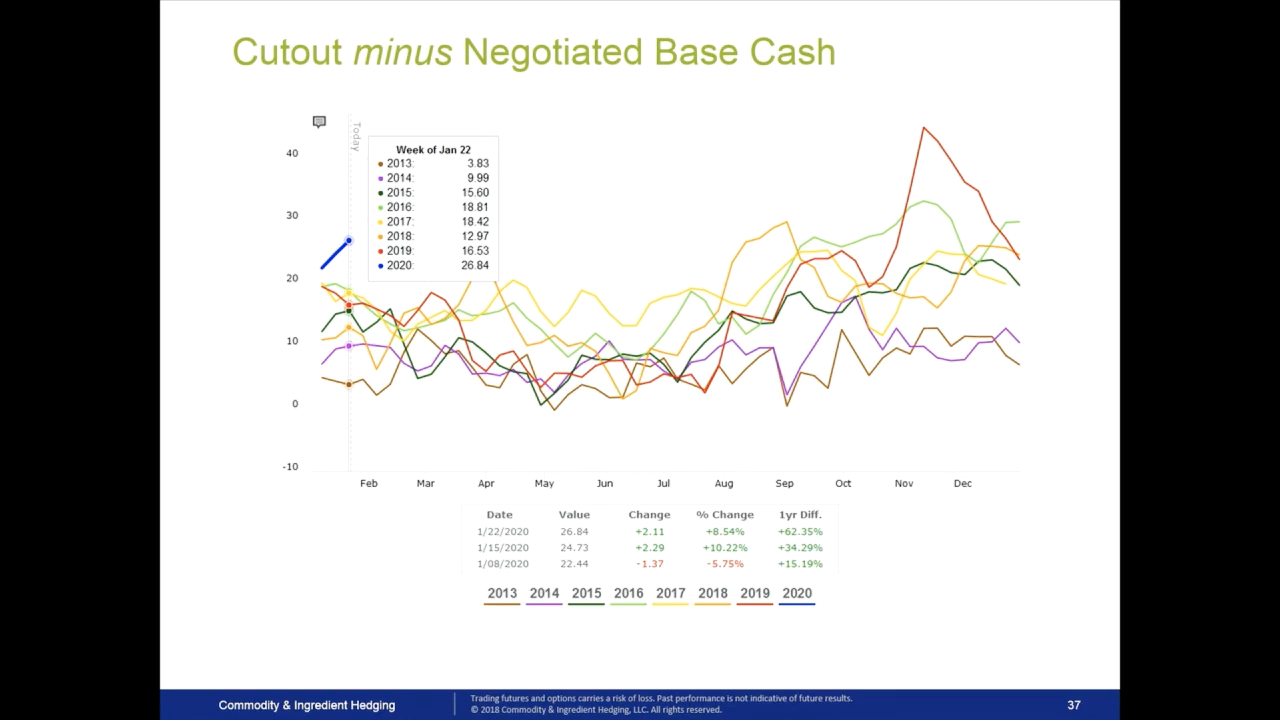 Cutout minus Negotiated Base Cash
Today
Week of Jan 22
2013: 3.83
2014: 9.99
2015: 15.60
2016: 18.81
2017: 18.42
2018: 12.97
2019: 16.53
2020: 26.84
40
30
20
10
0
-10
Feb Mar Apr May Jun Jul Aug Sep Oct Nov Dec
Date Value Change % Change 1yr Diff.
1/22/2020 26.84 +2.11 +8.54% +62.35%
1/15/2020 24.73 +2.29 +10.22% +34.29%
1/08/2020 22.44 -1.37 -5.75% +15.19%
2013 2014 2015 2016 2017 2018 2019 2020
Commodity & Ingredient Hedging
Trading futures and options carries a risk of loss. Past performance is not indicative of future results.
© 2018 Commodity & Ingredient Hedging, LLC. All rights reserved.
37